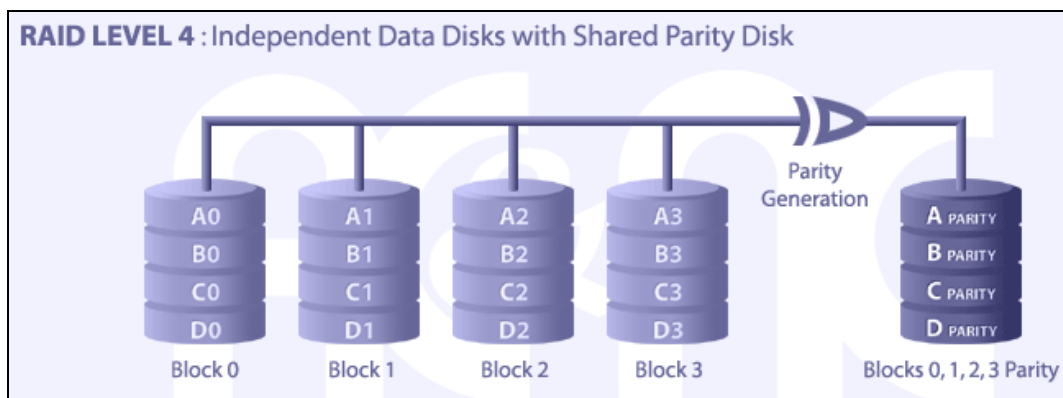 RAID LEVEL 4 : Independent Data Disks with Shared Parity Disk
Parity
Generation
A0 A1 A2 A3 A PARITY
B0 B1 B2 B3 B PARITY
C0 C1 C2 C3 C PARITY
D0 D1 D2 D3 D PARITY
Block 0 Block 1 Block 2 Block 3 Blocks 0, 1, 2, 3 Parity